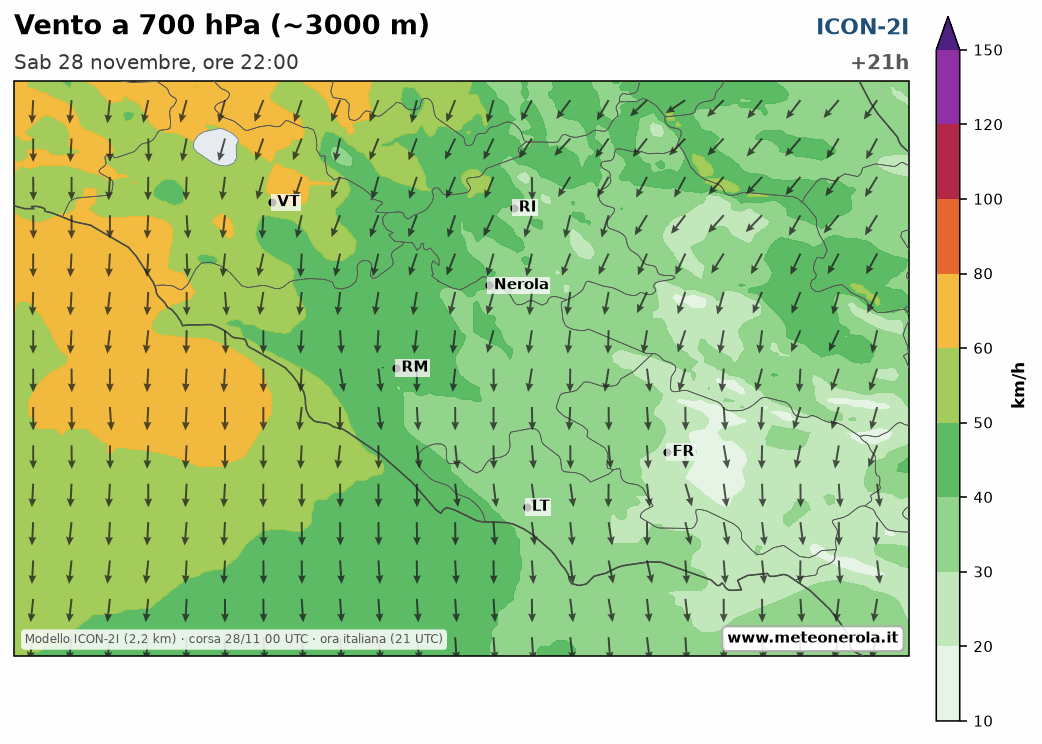 Vento a 700 hPa (~3000 m)
ICON-2I
Sab 28 novembre, ore 22:00
+21h
150
120
100
80
60
50
40
30
20
10
km/h
VT
RI
Nerola
RM
FR
LT
Modello ICON-2I (2,2 km) · corsa 28/11 00 UTC · ora italiana (21 UTC)
www.meteonerola.it